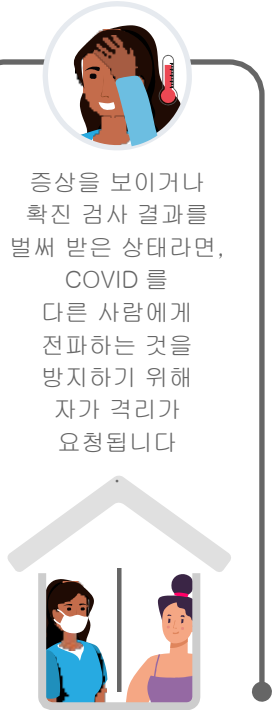 증상을 보이거나
확진 검사 결과를
벌써 받은 상태라면,
COVID 를
다른 사람에게
전파하는 것을
방지하기 위해
자가 격리가
요청됩니다